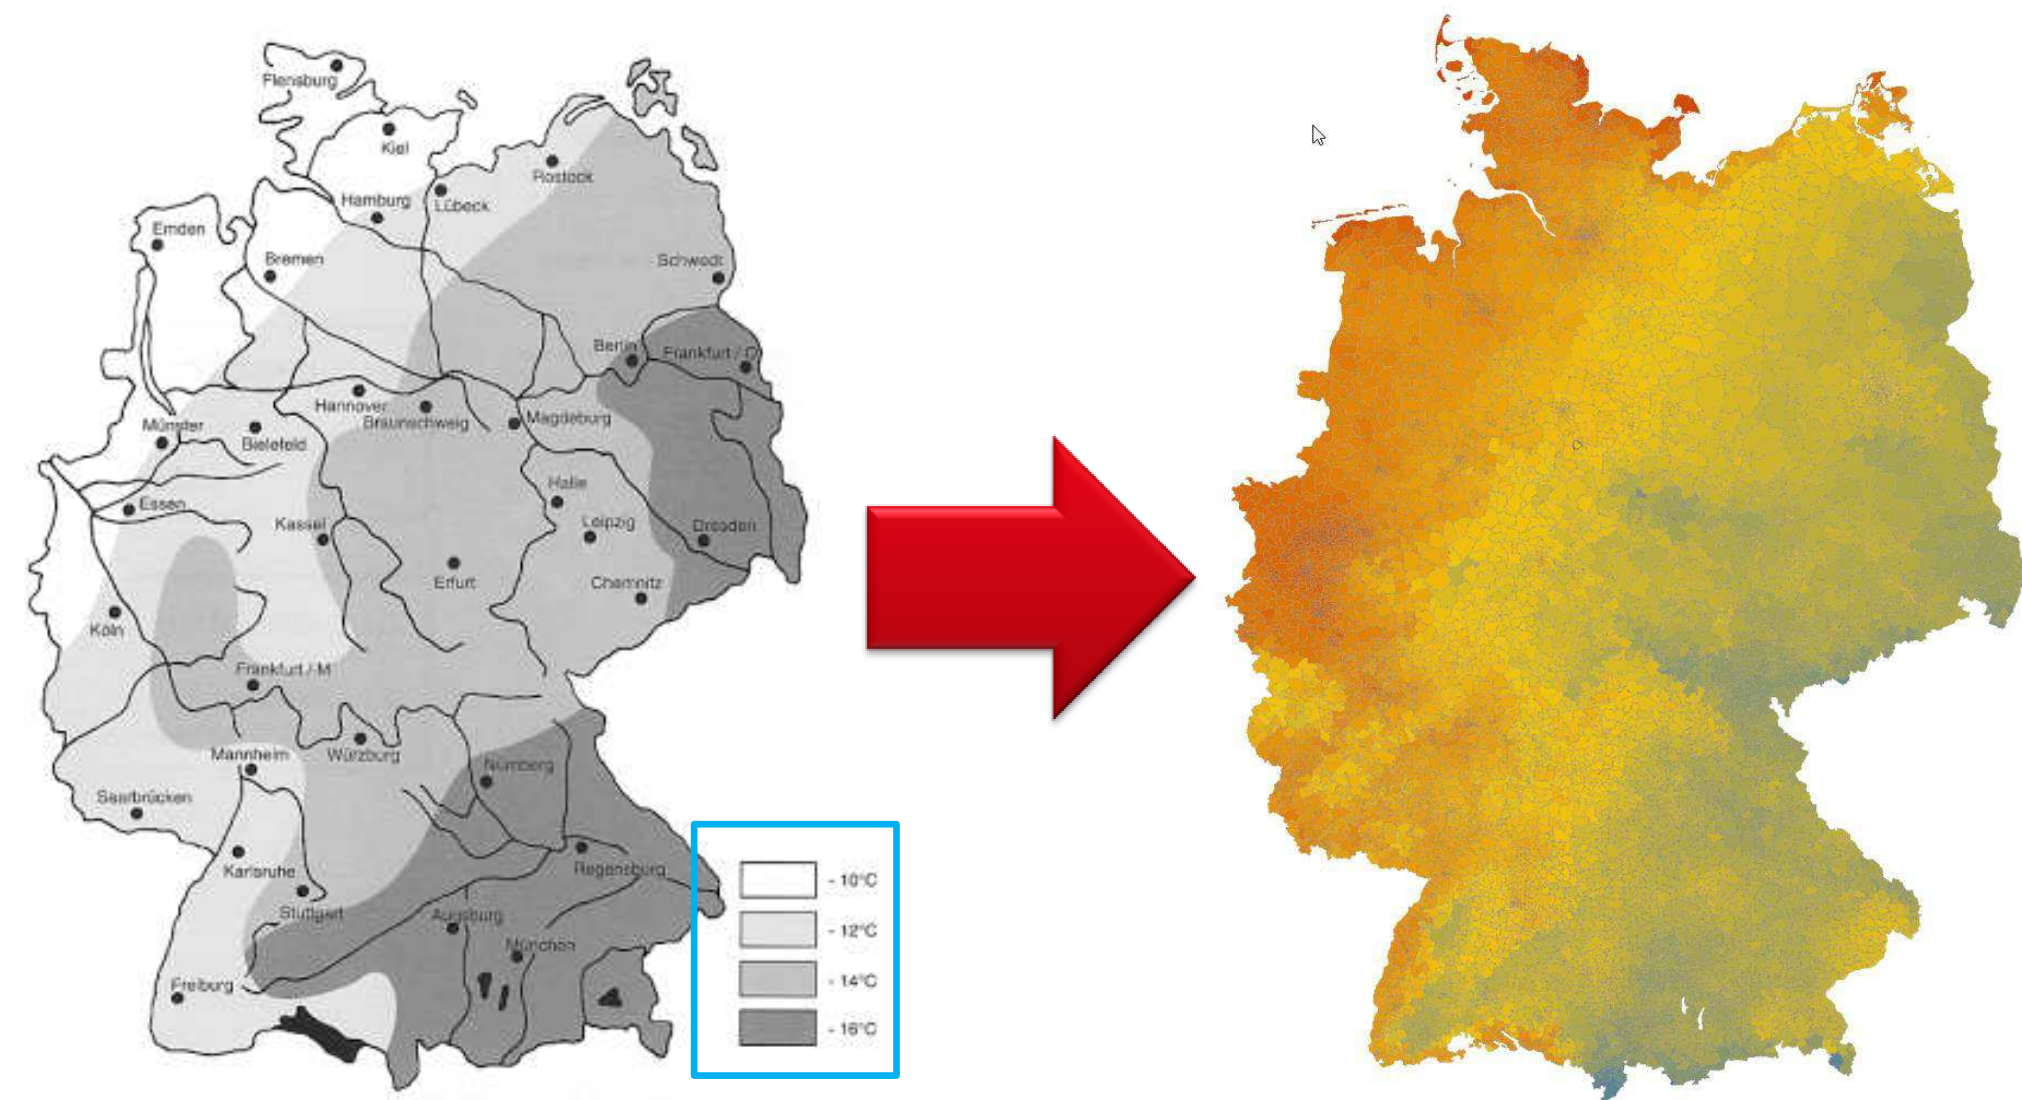 Flensburg
Kiel
Rostock
Hamburg
Lübeck
Emden
Bremen
Schwedt
Berlin
Frankfurt / O
Hannover
Braunschweig
Magdeburg
Münster
Bielefeld
Halle
Essen
Kassel
Leipzig
Dresden
Erfurt
Chemnitz
Köln
Frankfurt / M
Mannheim
Würzburg
Nürnberg
Saarbrücken
Karlsruhe
Regensburg
Stuttgart
Augsburg
München
Freiburg
- 10°C
- 12°C
- 14°C
- 16°C